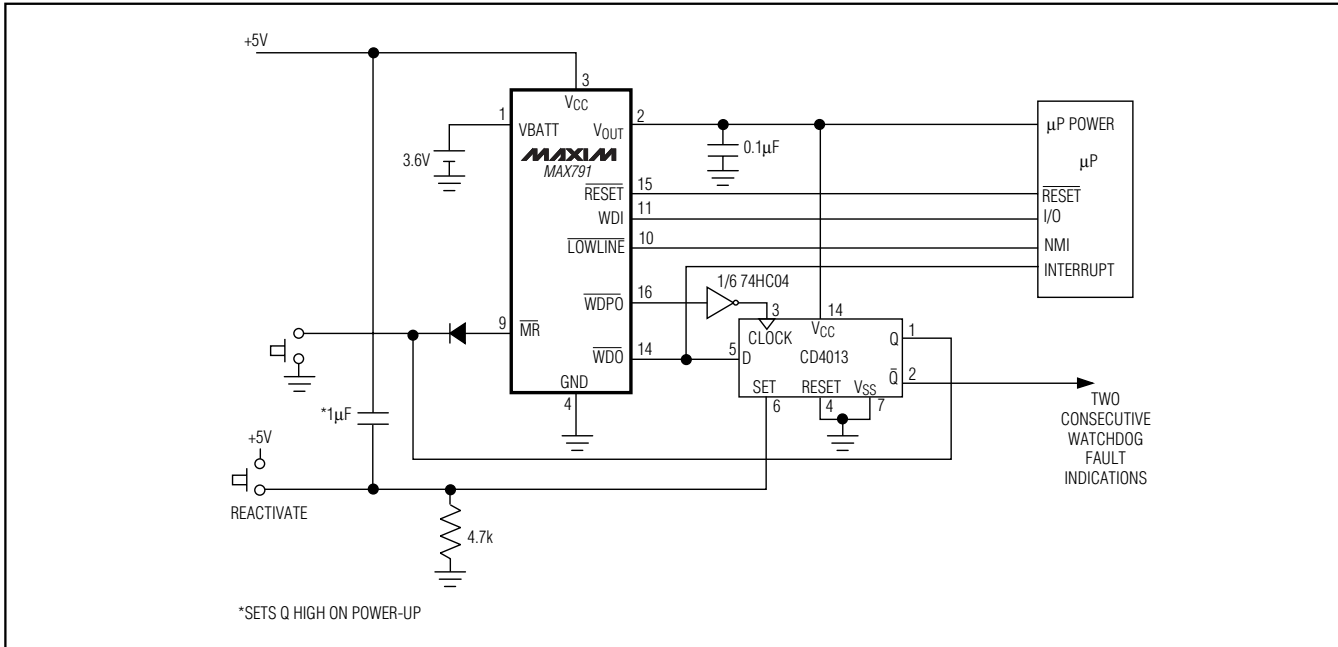 +5V
3
VCC
1
VBATT
VOUT
2
µP POWER
3.6V
MAXIM
MAX791
0.1µF
µP
RESET
15
RESET
WDI
11
I/O
LOWLINE
10
NMI
INTERRUPT
1/6 74HC04
WDPO
16
9
MR
3
14
VCC
CLOCK
Q
1
WDO
14
5
D
CD4013
Q
2
GND
4
SET
RESET
VSS
6
4
7
TWO
CONSECUTIVE
WATCHDOG
FAULT
INDICATIONS
*1µF
+5V
REACTIVATE
4.7k
*SETS Q HIGH ON POWER-UP